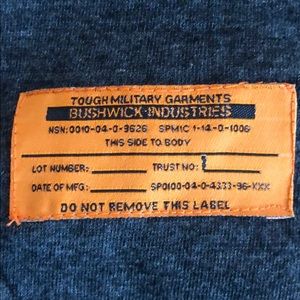 TOUGH MILITARY GARMENTS
BUSHWICK INDUSTRIES
NSN:0010-04-0-9626 SPM1C 1-14-0-1006
THIS SIDE TO BODY
LOT NUMBER: TRUST NO:
DATE OF MFG: SP0100-04-0-4333-96-XXX
DO NOT REMOVE THIS LABEL